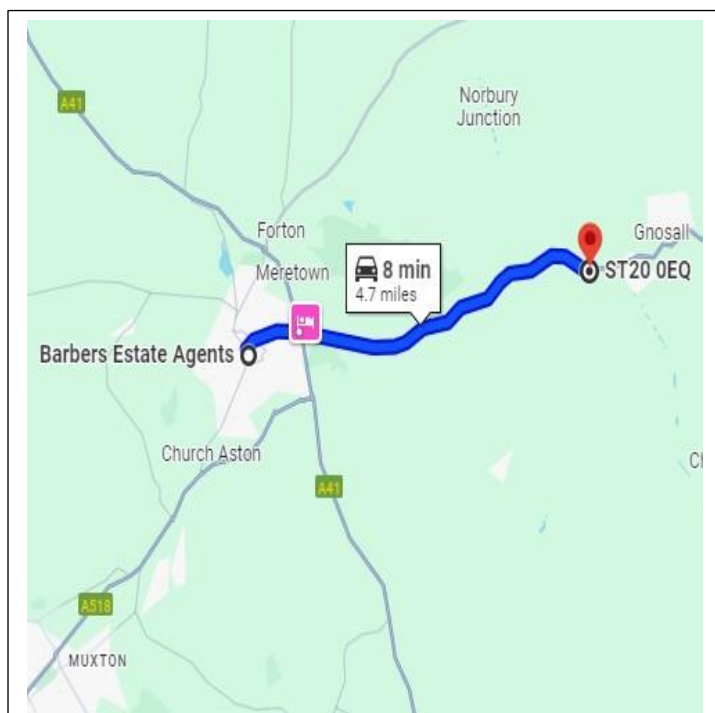 A41
Norbury
Junction
Forton
Gnosall
Meretown
8 min
4.7 miles
ST20 0EQ
Barbers Estate Agents
Church Aston
Ch
A41
A518
MUXTON